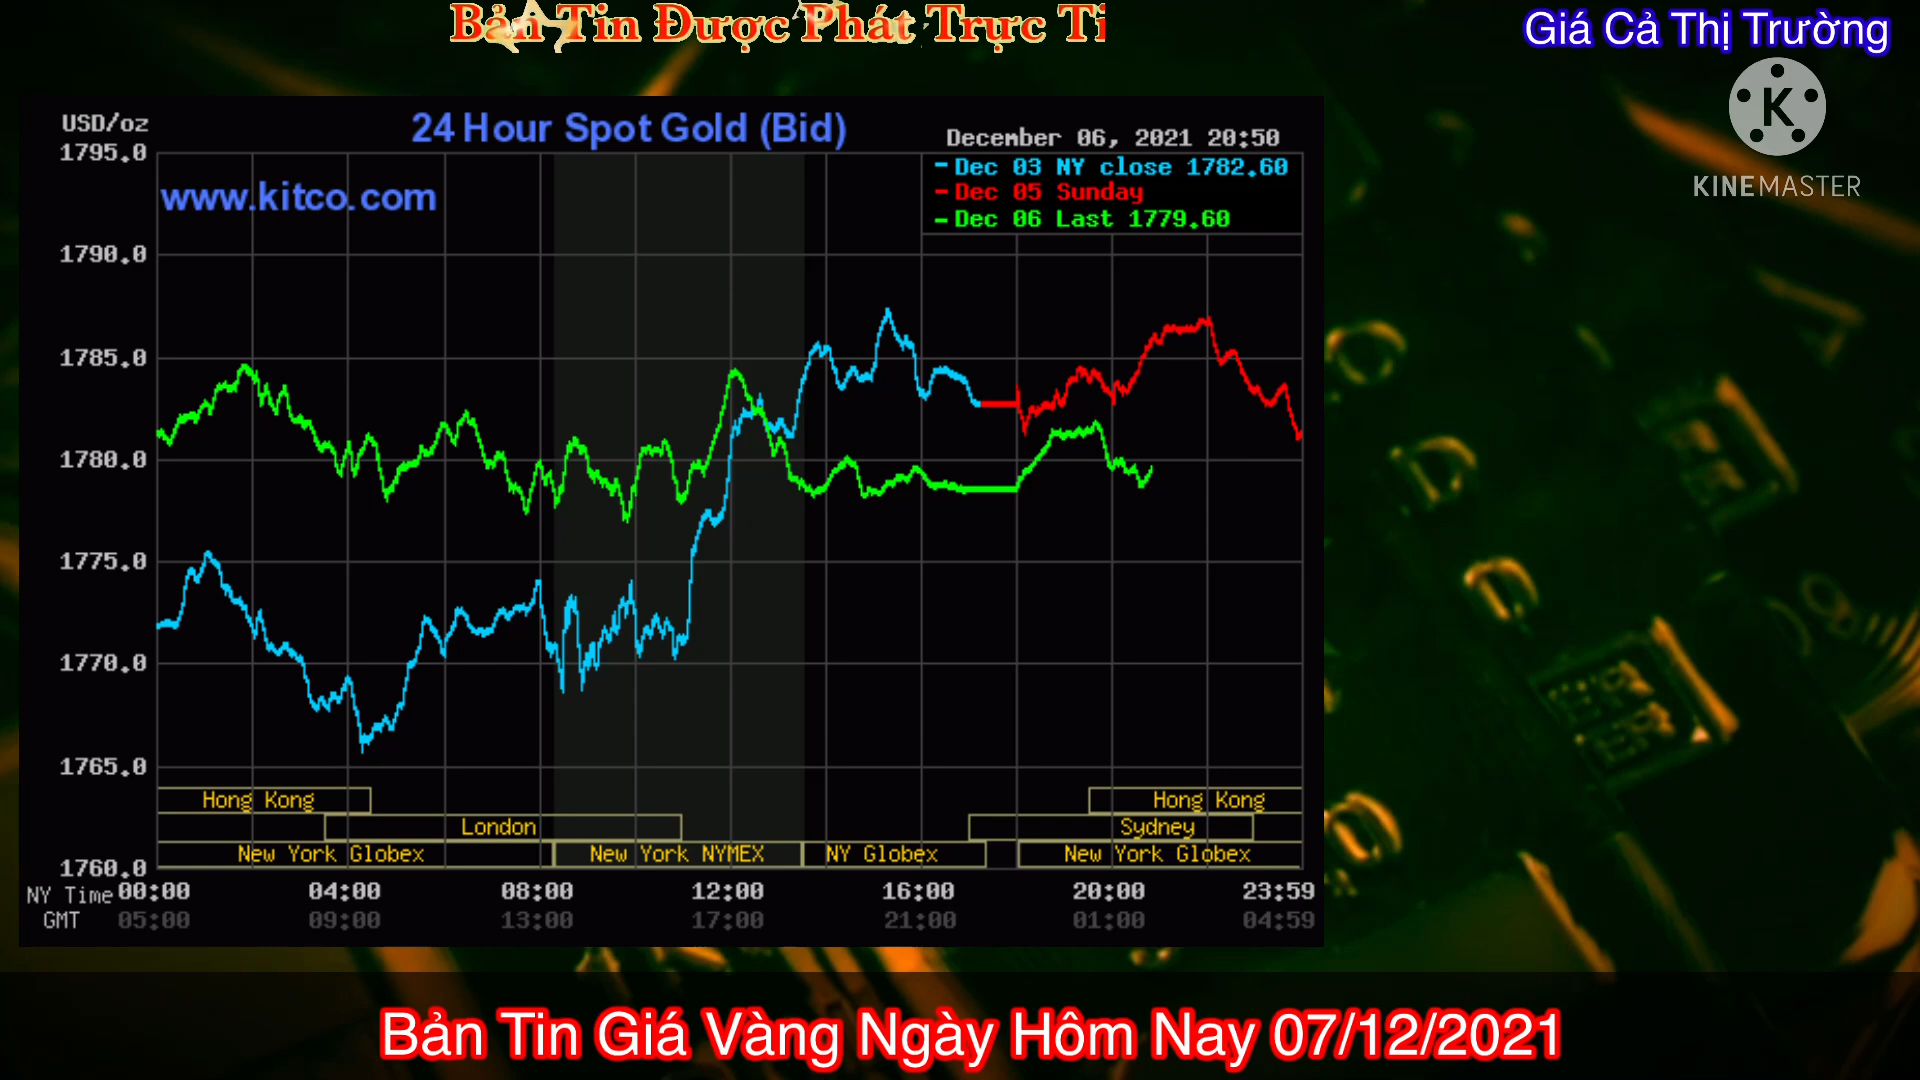 Bản Tin Được Phát Trực Ti
Giá Cả Thị Trường
K
KINEMASTER
USD/oz
24 Hour Spot Gold (Bid)
December 06, 2021 20:50
1795.0
Dec 03 NY close 1782.60
www.kitco.com
Dec 05 Sunday
Dec 06 Last 1779.60
1790.0
1785.0
1780.0
1775.0
1770.0
1765.0
Hong Kong
Hong Kong
London
Sydney
New York Globex
New York NYMEX
NY Globex
New York Globex
1760.0
NY Time 00:00 04:00 08:00 12:00 16:00 20:00 23:59
GMT 05:00 09:00 13:00 17:00 21:00 01:00 04:59
Bản Tin Giá Vàng Ngày Hôm Nay 07/12/2021